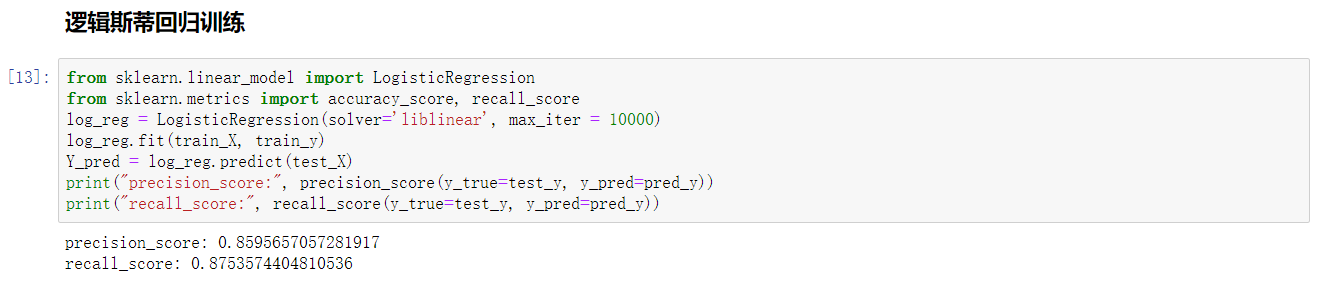 逻辑斯蒂回归训练
[13]:
from sklearn.linear_model import LogisticRegression
from sklearn.metrics import accuracy_score, recall_score
log_reg = LogisticRegression(solver='liblinear', max_iter = 10000)
log_reg.fit(train_X, train_y)
Y_pred = log_reg.predict(test_X)
print("precision_score:", precision_score(y_true=test_y, y_pred=pred_y))
print("recall_score:", recall_score(y_true=test_y, y_pred=pred_y))
precision_score: 0.8595657057281917
recall_score: 0.8753574404810536